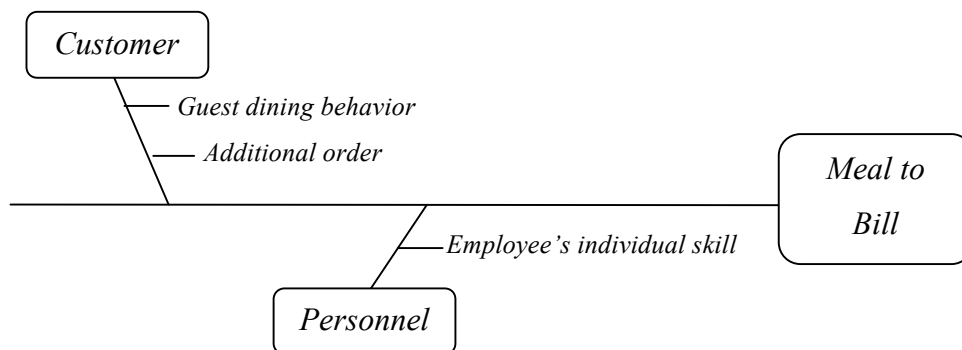 Customer
Guest dining behavior
Additional order
Meal to
Bill
Employee’s individual skill
Personnel